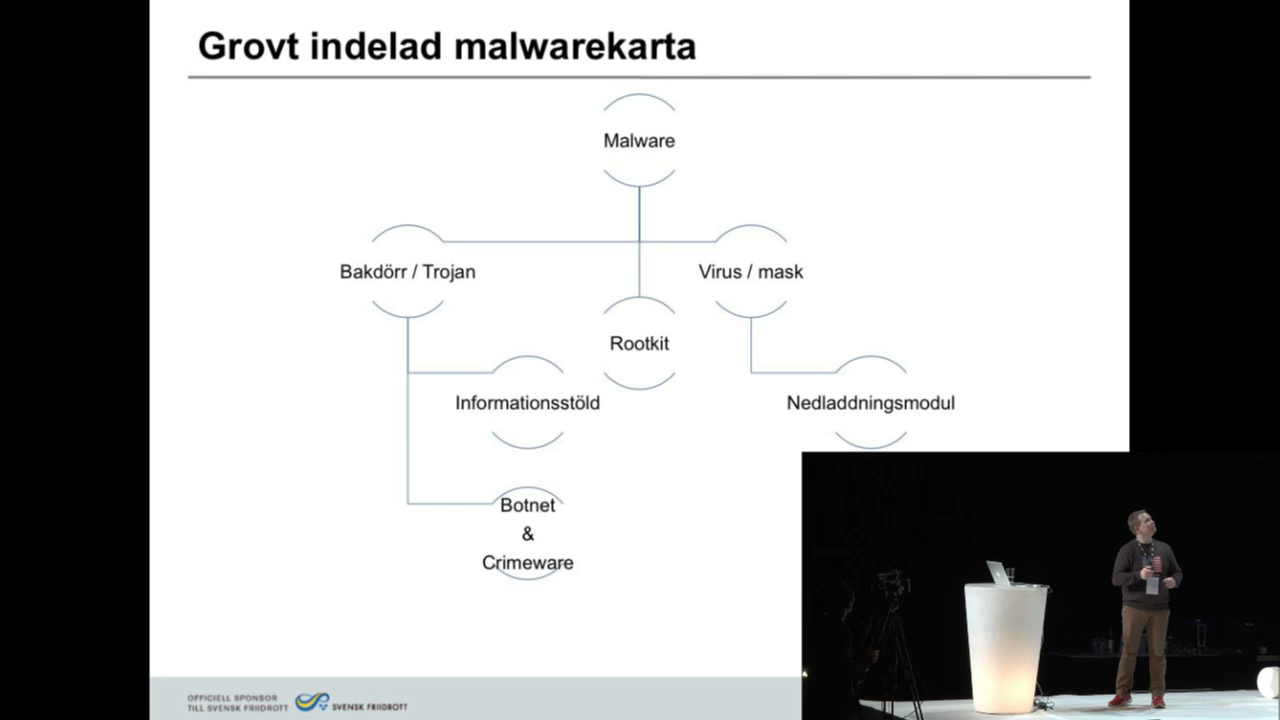 Grovt indelad malwarekarta
Malware
Bakdörr / Trojan
Virus / mask
Rootkit
Informationsstöld
Nedladdningsmodul
Botnet
&
Crimeware
OFFICIELL SPONSOR
TILL SVENSK FRIIDROTT
SVENSK FRIIDROTT